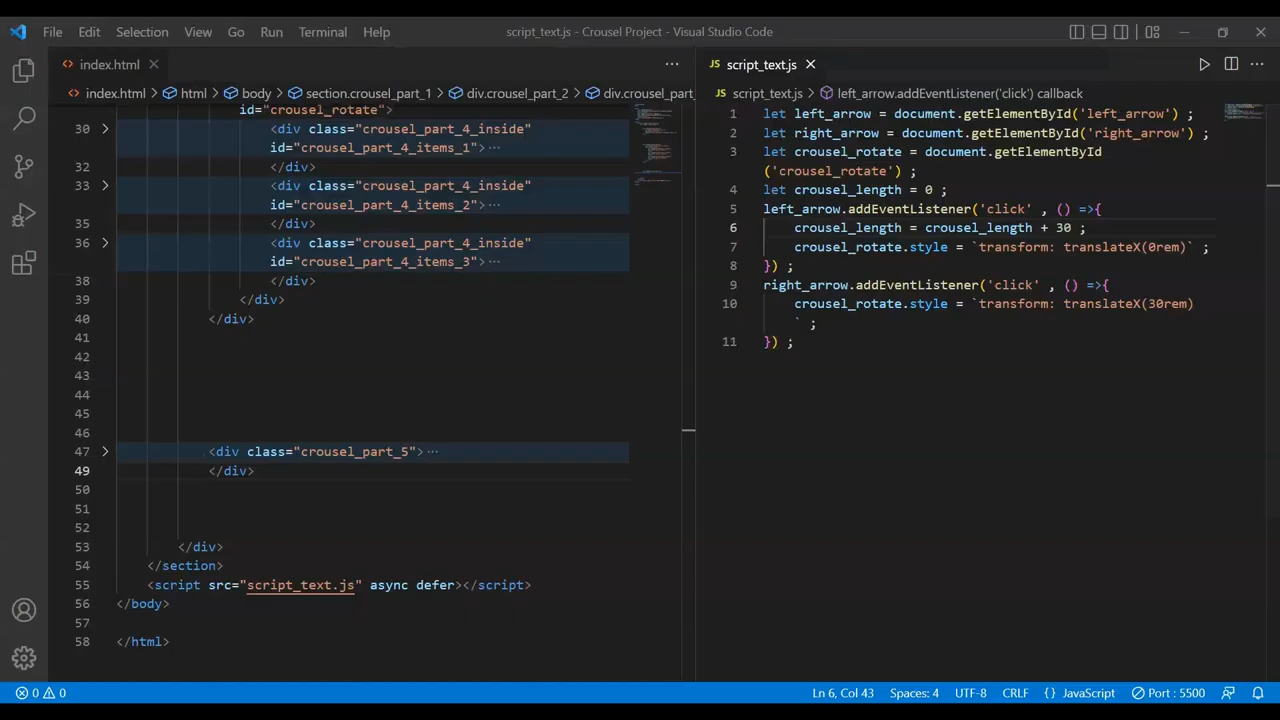 File Edit Selection View Go Run Terminal Help script_text.js - Crousel Project - Visual Studio Code
index.html
index.html > html > body > section.crousel_part_1 > div.crousel_part_2 > div.crousel_part_
id="crousel_rotate">
30 <div class="crousel_part_4_inside"
id="crousel_part_4_items_1">⋯
32 </div>
33 <div class="crousel_part_4_inside"
id="crousel_part_4_items_2">⋯
35 </div>
36 <div class="crousel_part_4_inside"
id="crousel_part_4_items_3">⋯
38 </div>
39 </div>
40 </div>
41
42
43
44
45
46
47 <div class="crousel_part_5">⋯
49 </div>
50
51
52
53 </div>
54 </section>
55 <script src="script_text.js" async defer></script>
56 </body>
57
58 </html>
JS script_text.js
JS script_text.js > left_arrow.addEventListener('click') callback
1 let left_arrow = document.getElementById('left_arrow') ;
2 let right_arrow = document.getElementById('right_arrow') ;
3 let crousel_rotate = document.getElementById
('crousel_rotate') ;
4 let crousel_length = 0 ;
5 left_arrow.addEventListener('click' , () =>{
6 crousel_length = crousel_length + 30 ;
7 crousel_rotate.style = `transform: translateX(0rem)` ;
8 }) ;
9 right_arrow.addEventListener('click' , () =>{
10 crousel_rotate.style = `transform: translateX(30rem)
` ;
11 }) ;
0 0 Ln 6, Col 43 Spaces: 4 UTF-8 CRLF {} JavaScript Port : 5500